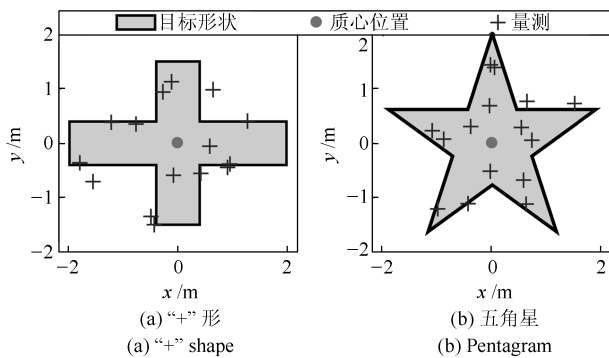 目标形状 质心位置 量测
2
1
0
−1
−2
y /m
−2 0 2
x /m
(a) “+” 形
(a) “+” shape
2
1
0
−1
−2
y /m
−2 0 2
x /m
(b) 五角星
(b) Pentagram